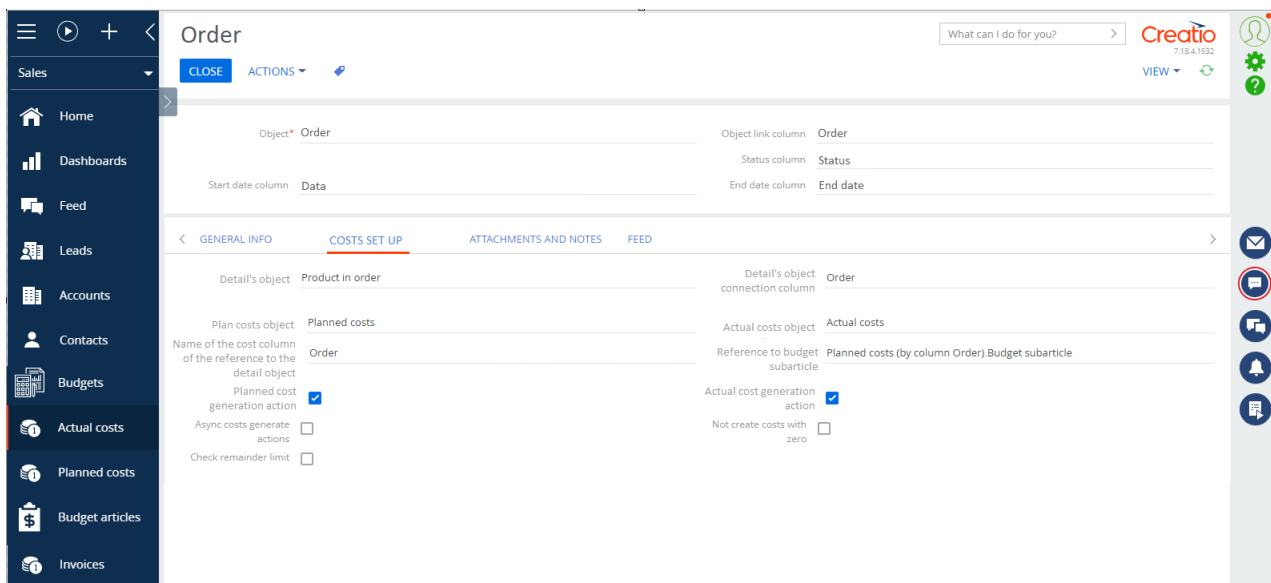 Order
What can I do for you?
Creatio
7.18.4.1532
Sales
CLOSE
ACTIONS
VIEW
Home
Dashboards
Feed
Leads
Accounts
Contacts
Budgets
Actual costs
Planned costs
Budget articles
Invoices
Object* Order
Object link column Order
Status column Status
Start date column Data
End date column End date
GENERAL INFO
COSTS SET UP
ATTACHMENTS AND NOTES
FEED
Detail's object Product in order
Detail's object
connection column
Order
Plan costs object Planned costs
Actual costs object Actual costs
Name of the cost column
of the reference to the
detail object
Order
Reference to budget
subarticle
Planned costs (by column Order).Budget subarticle
Planned cost
generation action
Actual cost generation
action
Async costs generate
actions
Not create costs with
zero
Check remainder limit